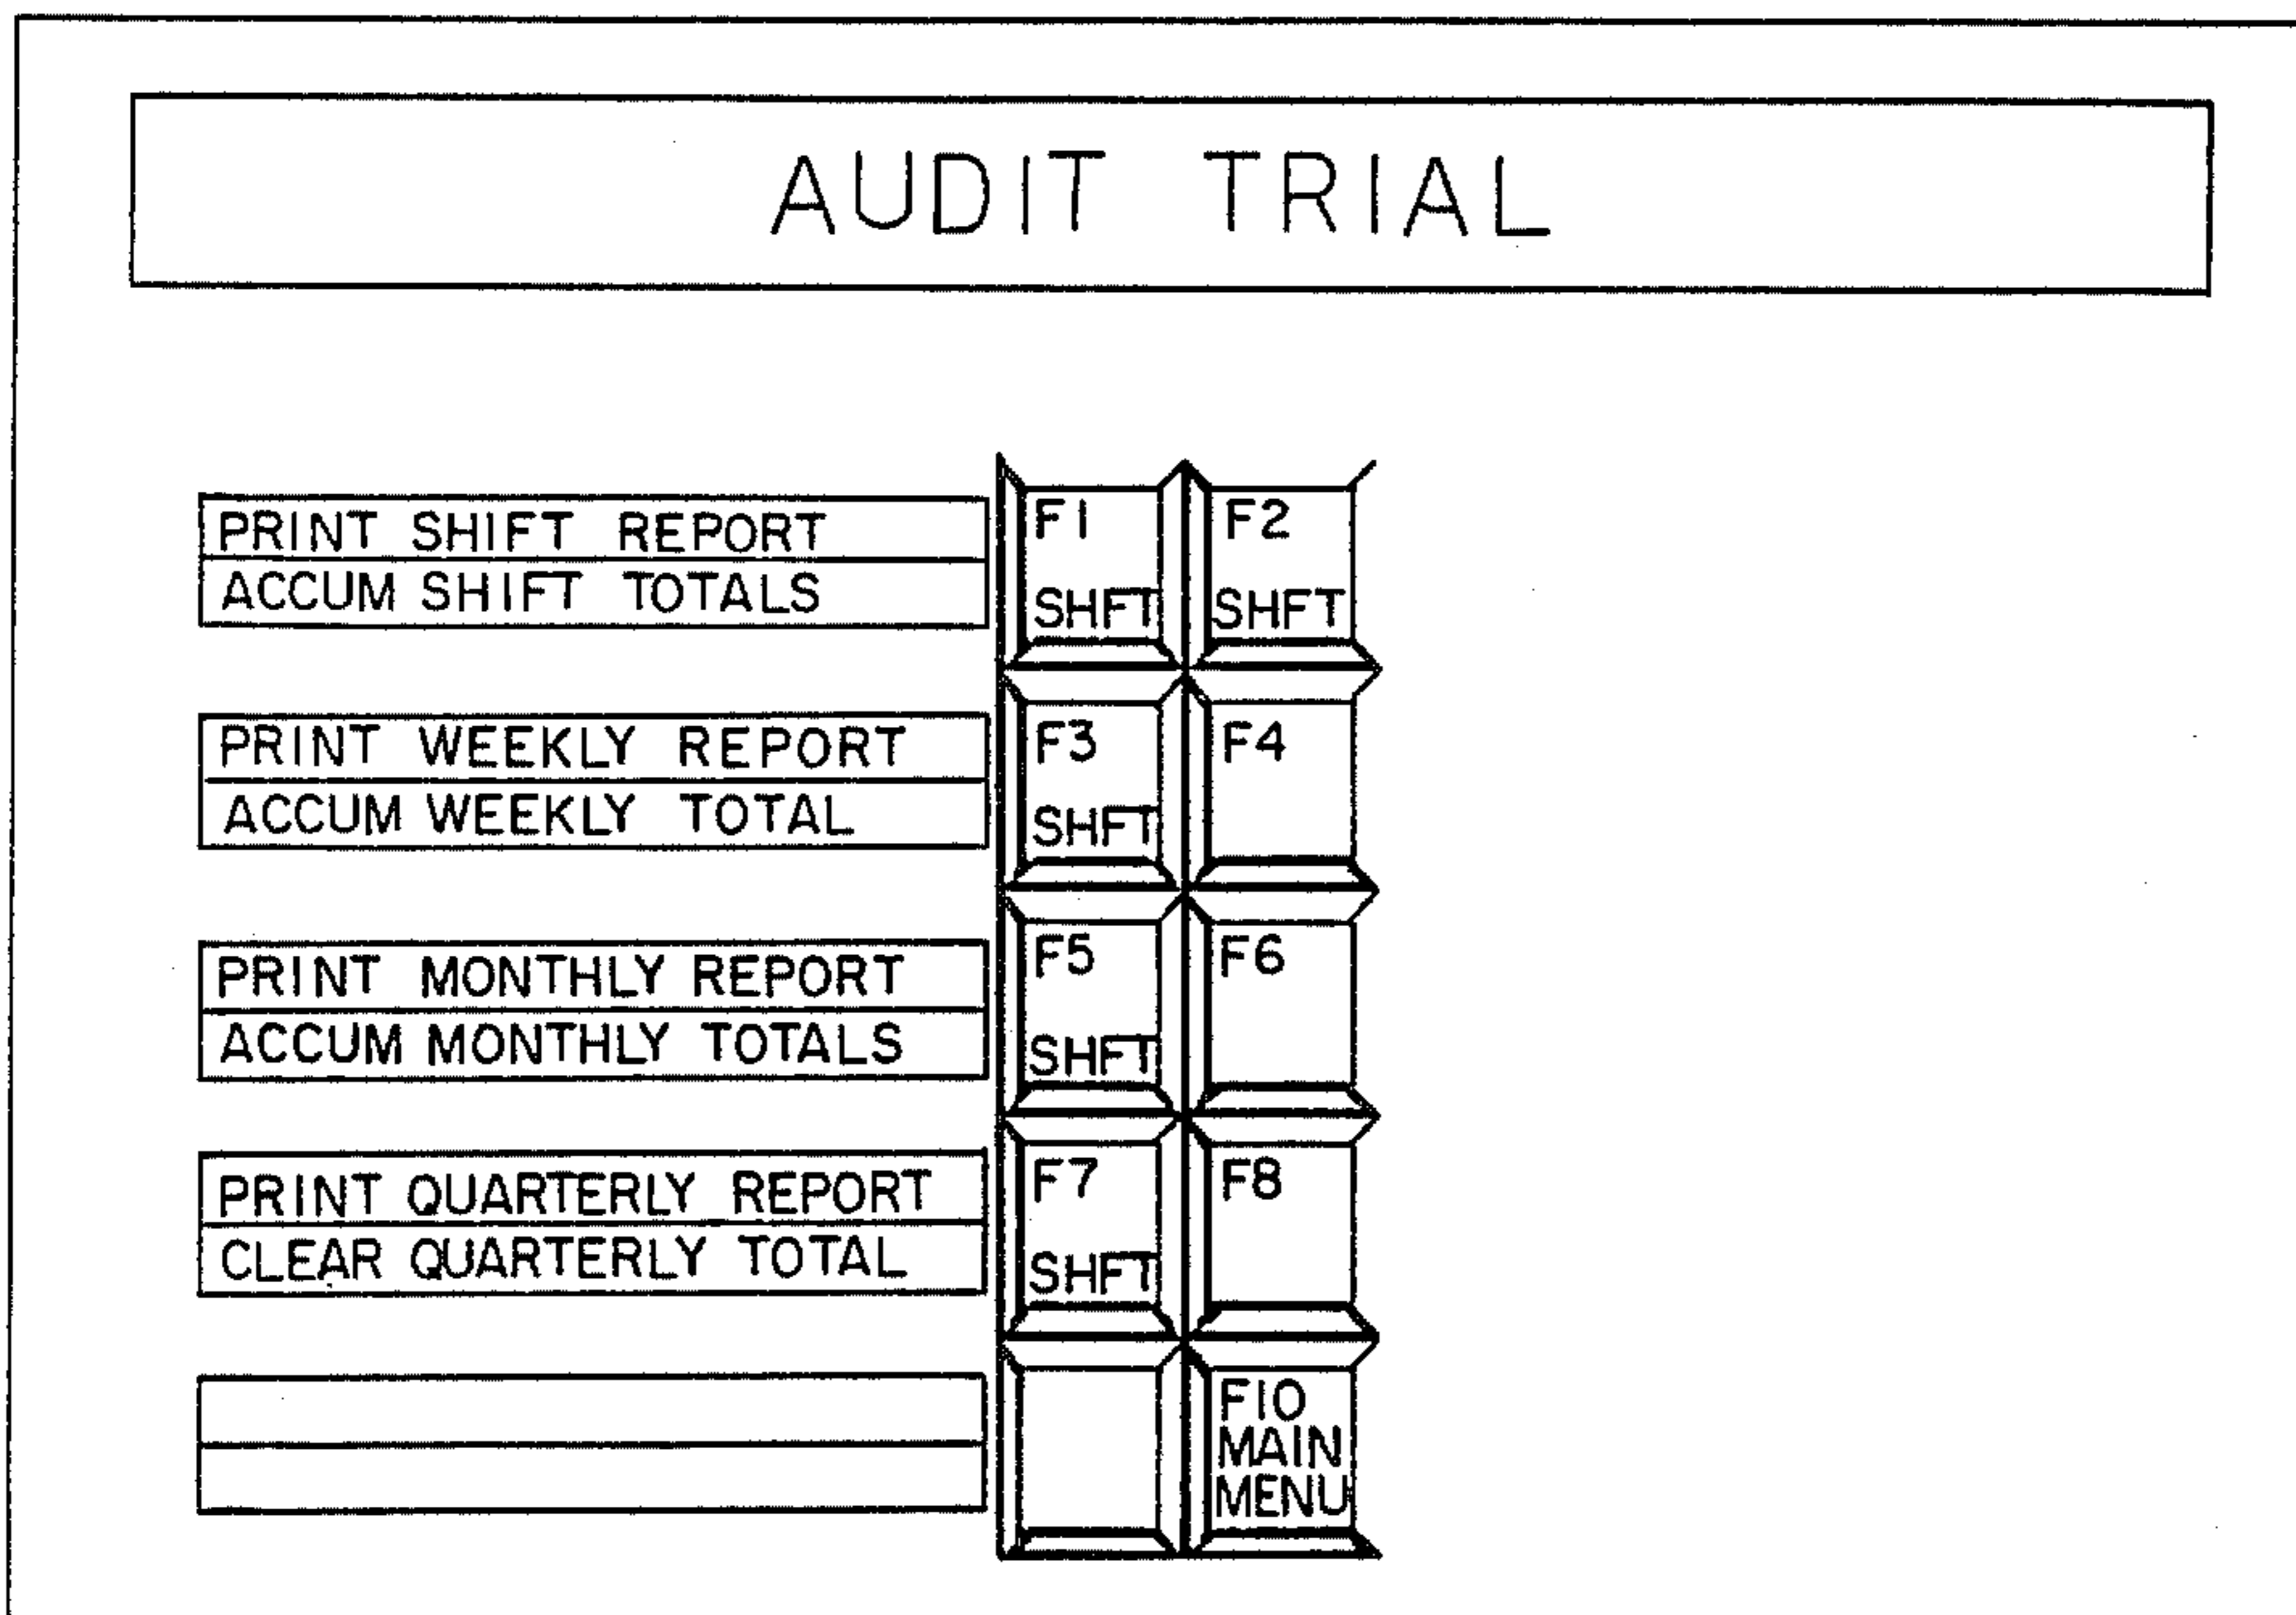 AUDIT TRIAL
PRINT SHIFT REPORT
ACCUM SHIFT TOTALS
F1
SHFT
F2
SHFT
PRINT WEEKLY REPORT
ACCUM WEEKLY TOTAL
F3
SHFT
F4
PRINT MONTHLY REPORT
ACCUM MONTHLY TOTALS
F5
SHFT
F6
PRINT QUARTERLY REPORT
CLEAR QUARTERLY TOTAL
F7
SHFT
F8
F10
MAIN
MENU